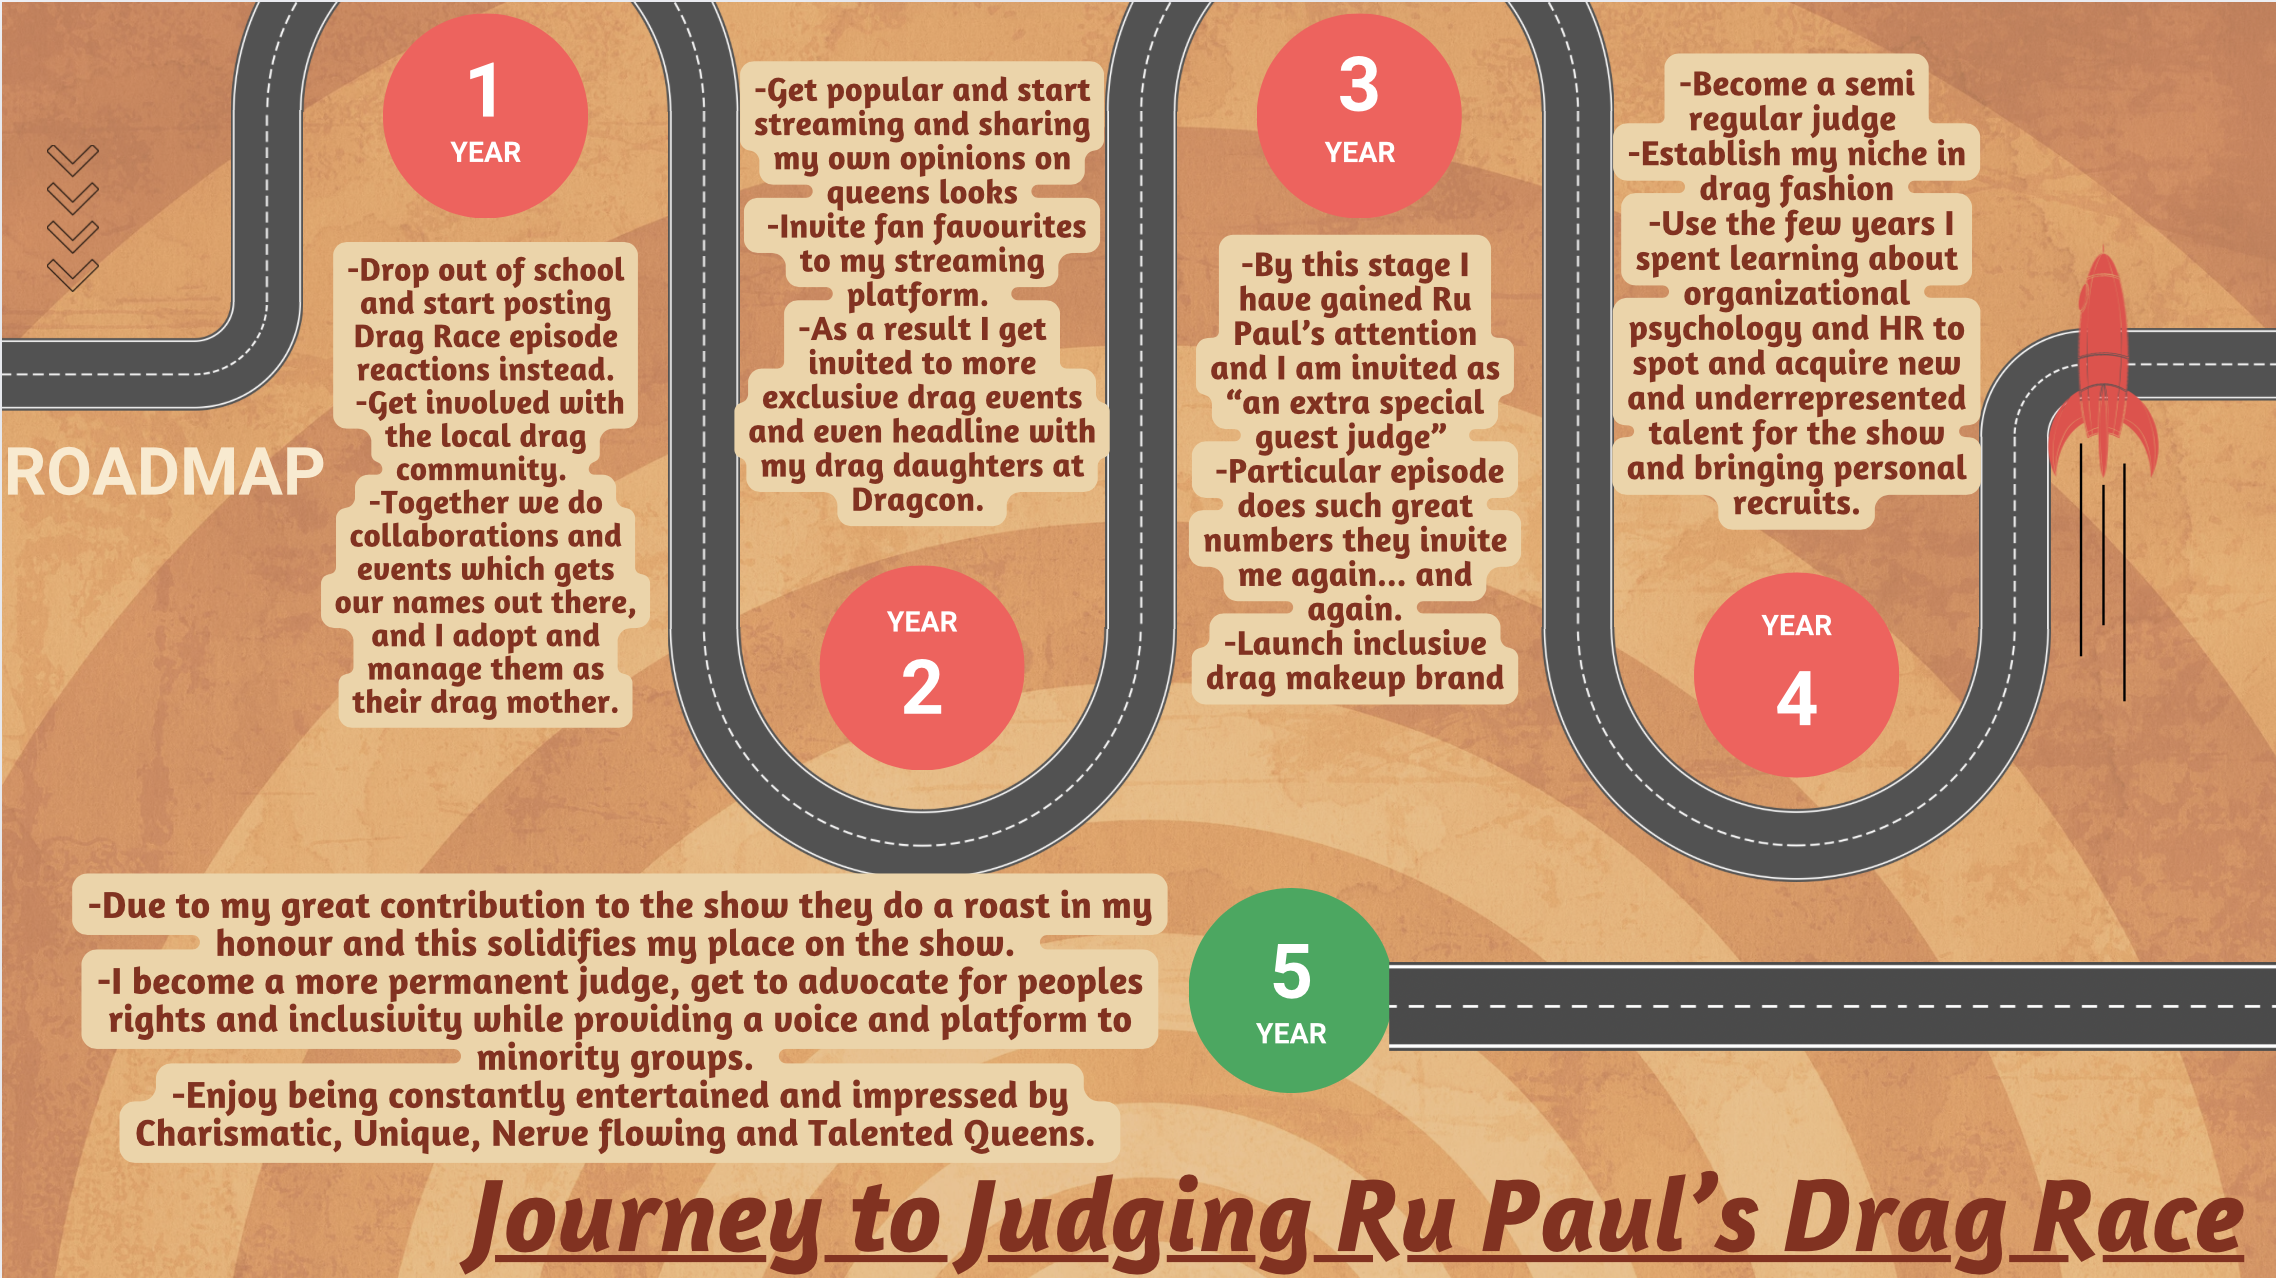 1
YEAR
-Drop out of school
and start posting
Drag Race episode
reactions instead.
-Get involved with
the local drag
community.
-Together we do
collaborations and
events which gets
our names out there,
and I adopt and
manage them as
their drag mother.
ROADMAP
-Get popular and start
streaming and sharing
my own opinions on
queens looks
-Invite fan favourites
to my streaming
platform.
-As a result I get
invited to more
exclusive drag events
and even headline with
my drag daughters at
Dragcon.
YEAR
2
3
YEAR
-By this stage I
have gained Ru
Paul’s attention
and I am invited as
“an extra special
guest judge”
-Particular episode
does such great
numbers they invite
me again... and
again.
-Launch inclusive
drag makeup brand
-Become a semi
regular judge
-Establish my niche in
drag fashion
-Use the few years I
spent learning about
organizational
psychology and HR to
spot and acquire new
and underrepresented
talent for the show
and bringing personal
recruits.
YEAR
4
-Due to my great contribution to the show they do a roast in my
honour and this solidifies my place on the show.
-I become a more permanent judge, get to advocate for peoples
rights and inclusivity while providing a voice and platform to
minority groups.
-Enjoy being constantly entertained and impressed by
Charismatic, Unique, Nerve flowing and Talented Queens.
5
YEAR
Journey to Judging Ru Paul’s Drag Race